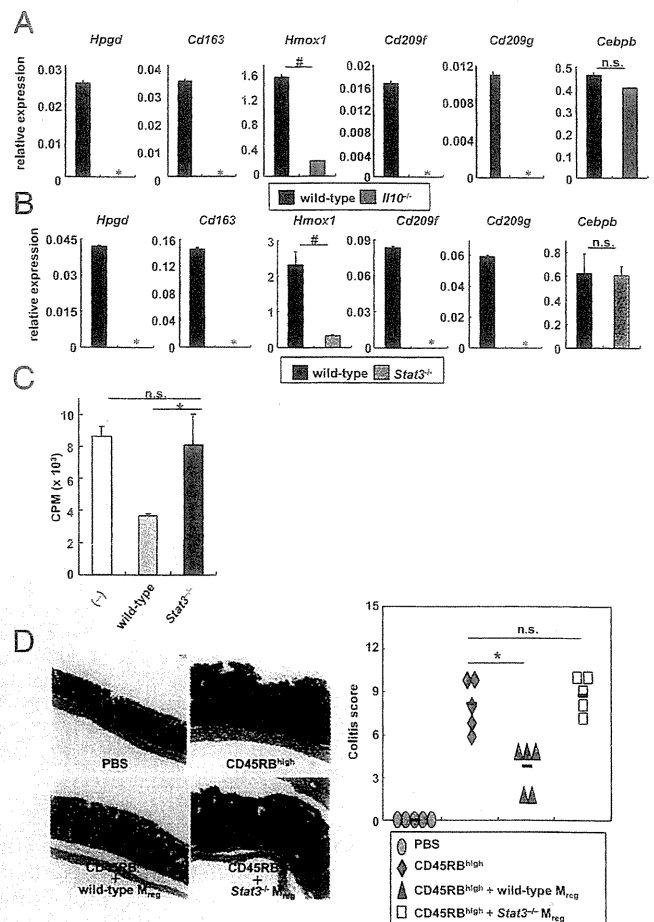 A
Hpgd Cd163 Hmox1 Cd209f Cd209g Cebpb
relative expression
0.03 0.02 0.01 0
0.04 0.03 0.02 0.01 0
1.6 1.2 0.8 0.4 0
0.02 0.016 0.012 0.008 0.004 0
0.012 0.008 0.004 0
0.5 0.4 0.3 0.2 0.1 0
* * # * * n.s.
wild-type Il10-/-
B
Hpgd Cd163 Hmox1 Cd209f Cd209g Cebpb
relative expression
0.045 0.03 0.015 0
0.16 0.12 0.08 0.04 0
3 2 1 0
0.09 0.06 0.03 0
0.06 0.04 0.02 0
0.8 0.6 0.4 0.2 0
* * # * * n.s.
wild-type Stat3-/-
C
n.s.
*
CPM (x 10³)
10
8
6
4
2
0
(–) wild-type Stat3-/-
D
PBS
CD45RBhigh
CD45RB
+
wild-type Mreg
CD45RB
+
Stat3-/- Mreg
Colitis score
15
12
9
6
3
0
n.s.
*
PBS
CD45RBhigh
CD45RBhigh + wild-type Mreg
CD45RBhigh + Stat3-/- Mreg